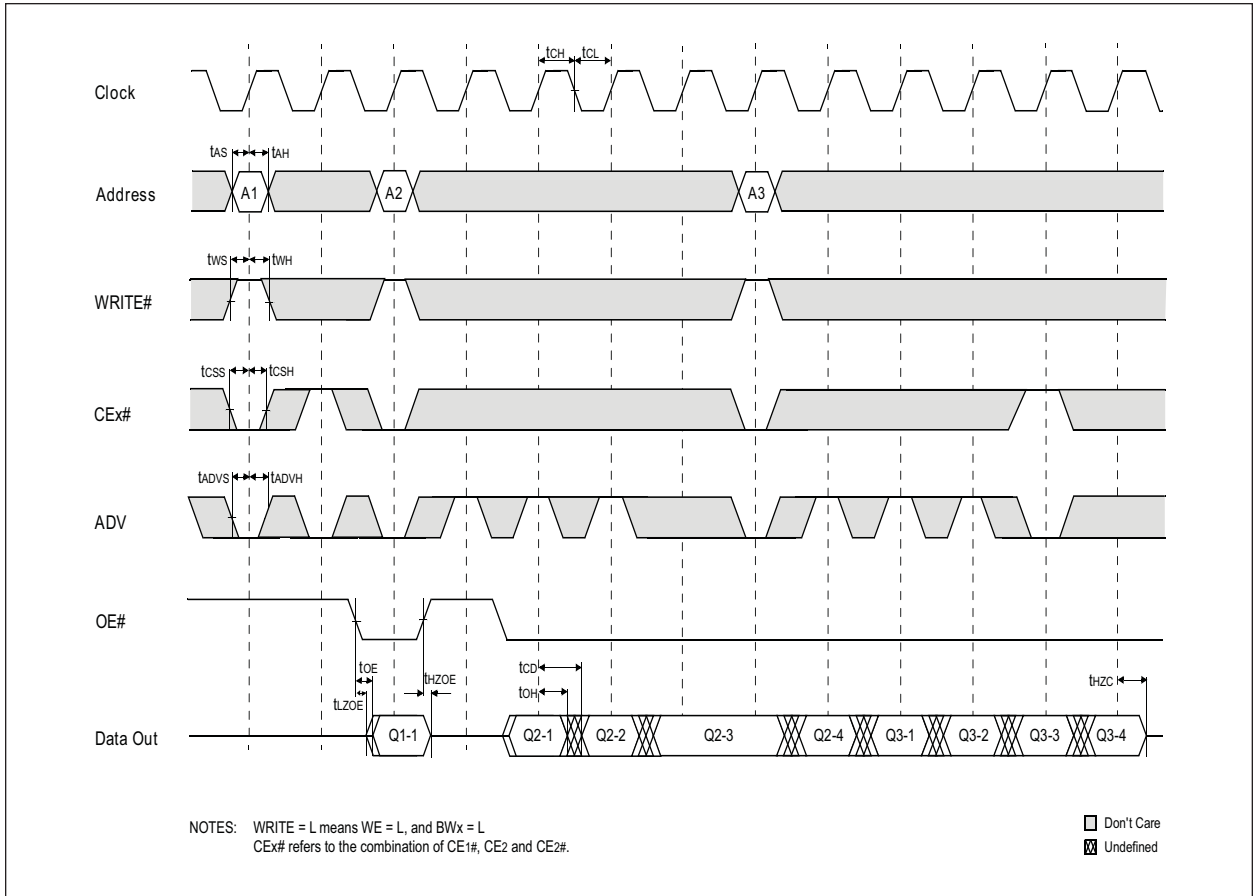 tCH tCL
Clock
tAS tAH
Address A1 A2 A3
tWS tWH
WRITE#
tCSS tCSH
CEx#
tADVS tADVH
ADV
OE#
tOE tHZOE tCD tHZC
tLZOE tOH
Data Out Q1-1 Q2-1 Q2-2 Q2-3 Q2-4 Q3-1 Q3-2 Q3-3 Q3-4
NOTES: WRITE = L means WE = L, and BWx = L
CEx# refers to the combination of CE1#, CE2 and CE2#.
Don't Care
Undefined